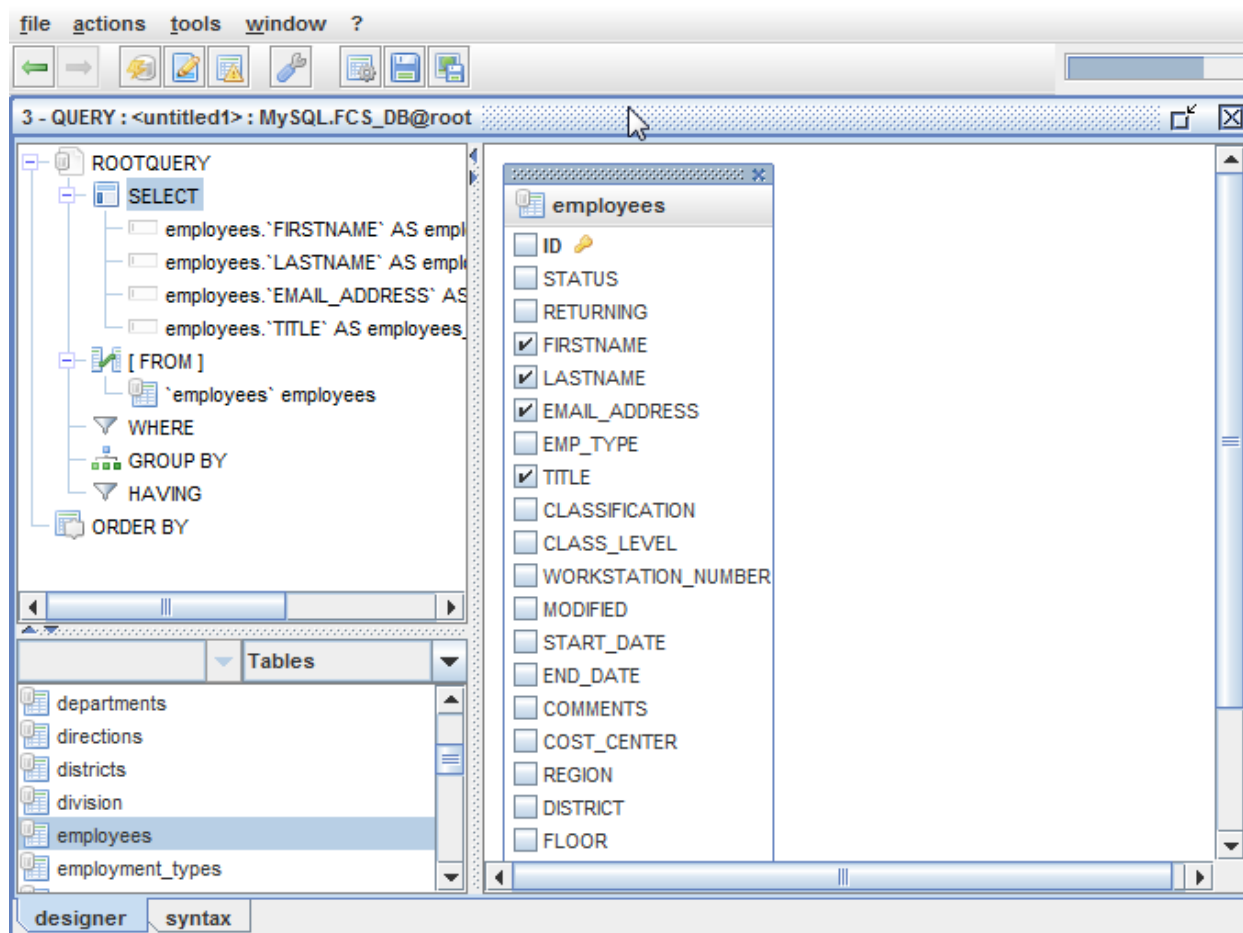 file actions tools window ?
3 - QUERY : <untitled1> : MySQL.FCS_DB@root
ROOTQUERY
SELECT
employees.`FIRSTNAME` AS empl
employees.`LASTNAME` AS empl
employees.`EMAIL_ADDRESS` AS
employees.`TITLE` AS employees_
[ FROM ]
`employees` employees
WHERE
GROUP BY
HAVING
ORDER BY
Tables
departments
directions
districts
division
employees
employment_types
designer syntax
employees
ID
STATUS
RETURNING
FIRSTNAME
LASTNAME
EMAIL_ADDRESS
EMP_TYPE
TITLE
CLASSIFICATION
CLASS_LEVEL
WORKSTATION_NUMBER
MODIFIED
START_DATE
END_DATE
COMMENTS
COST_CENTER
REGION
DISTRICT
FLOOR